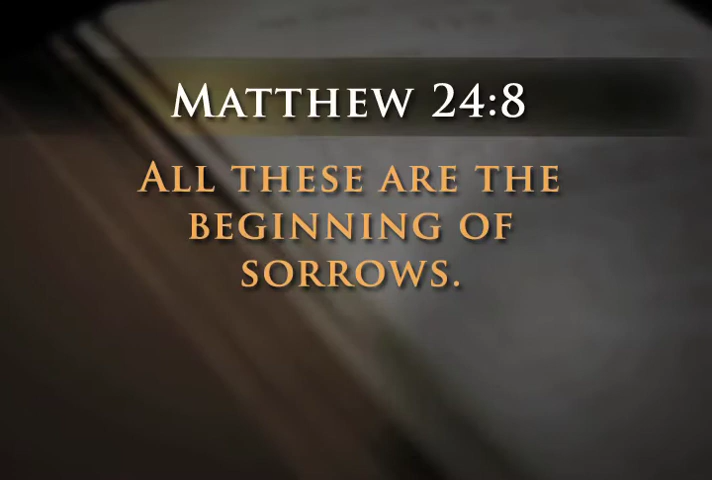 Matthew 24:8
All these are the
beginning of
sorrows.